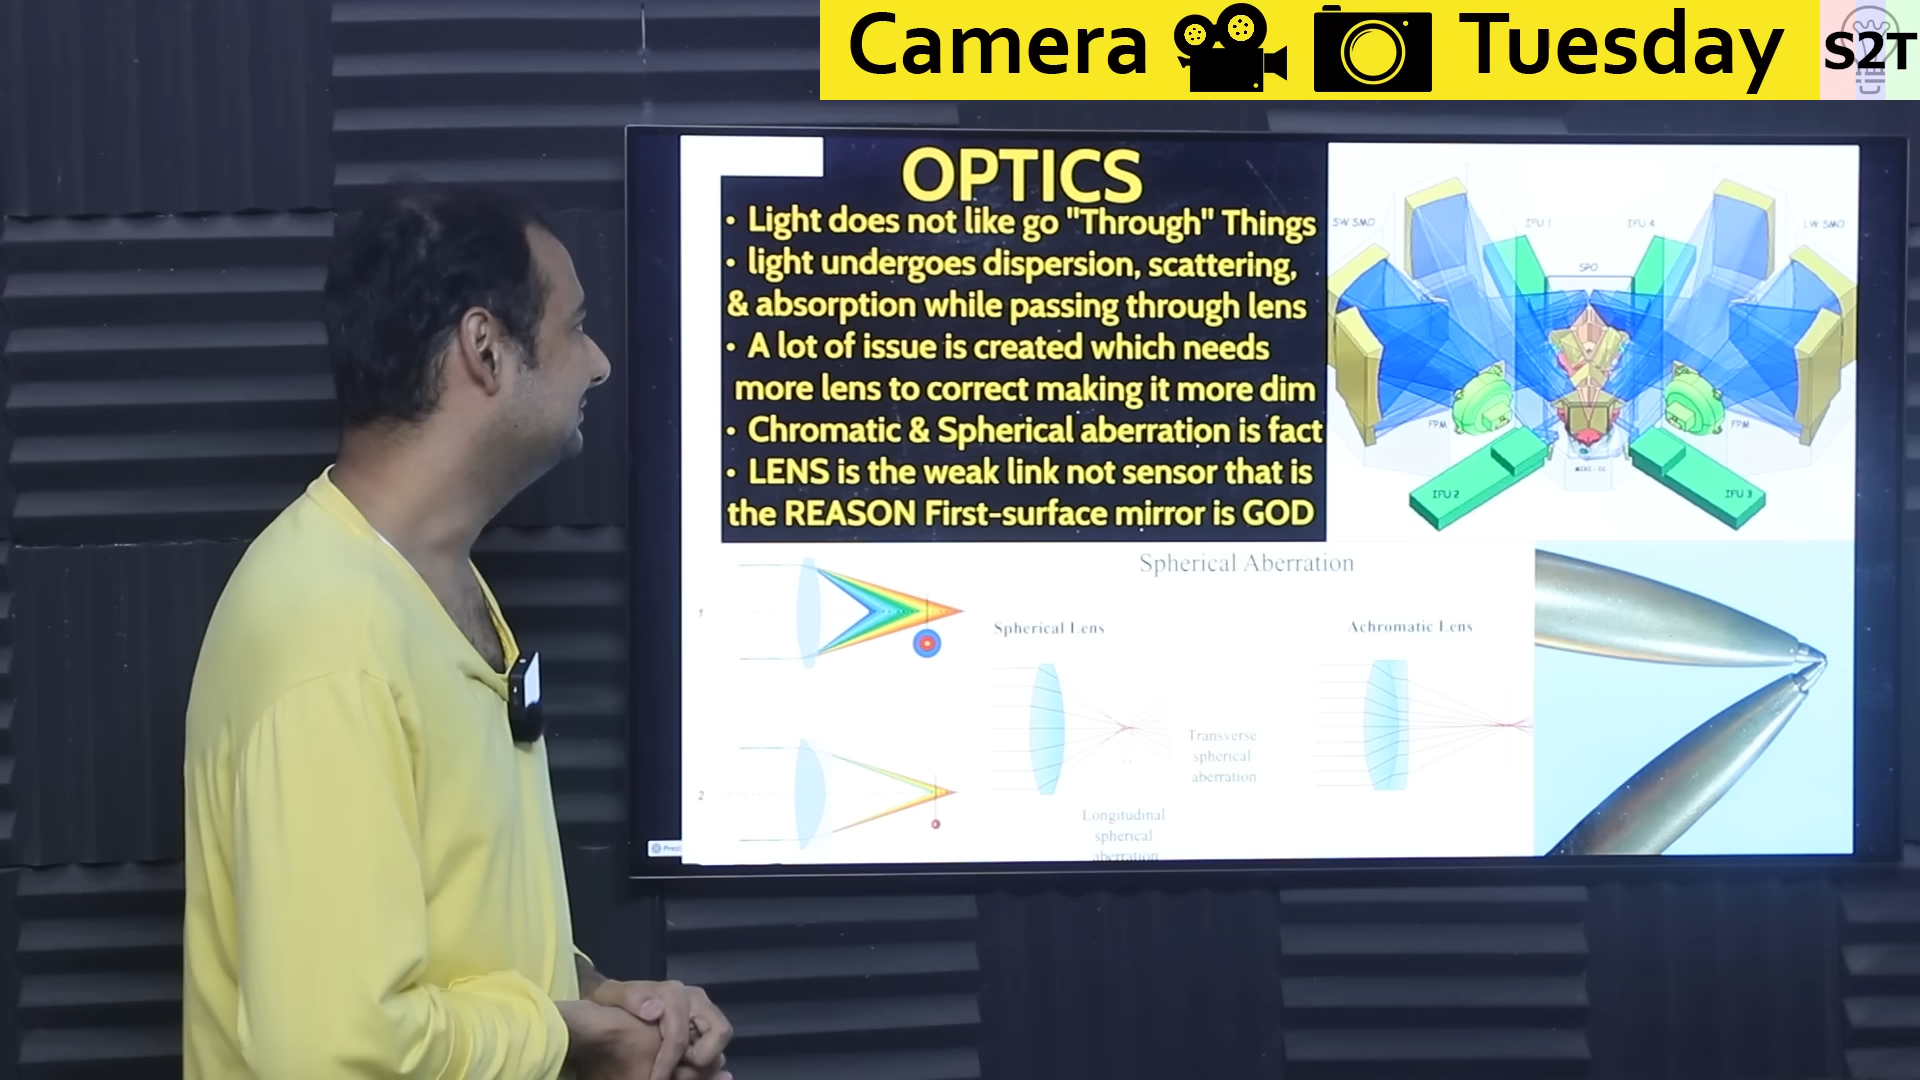 Camera Tuesday
S2T
OPTICS
• Light does not like go "Through" Things
• light undergoes dispersion, scattering,
& absorption while passing through lens
• A lot of issue is created which needs
more lens to correct making it more dim
• Chromatic & Spherical aberration is fact
• LENS is the weak link not sensor that is
the REASON First-surface mirror is GOD
SW SMO
IFU 1
IFU 4
LW SMO
SPO
FPM
FPM
IFU 2
IFU 3
Spherical Aberration
1
Spherical Lens
Achromatic Lens
Transverse
spherical
aberration
2
Longitudinal
spherical
aberration